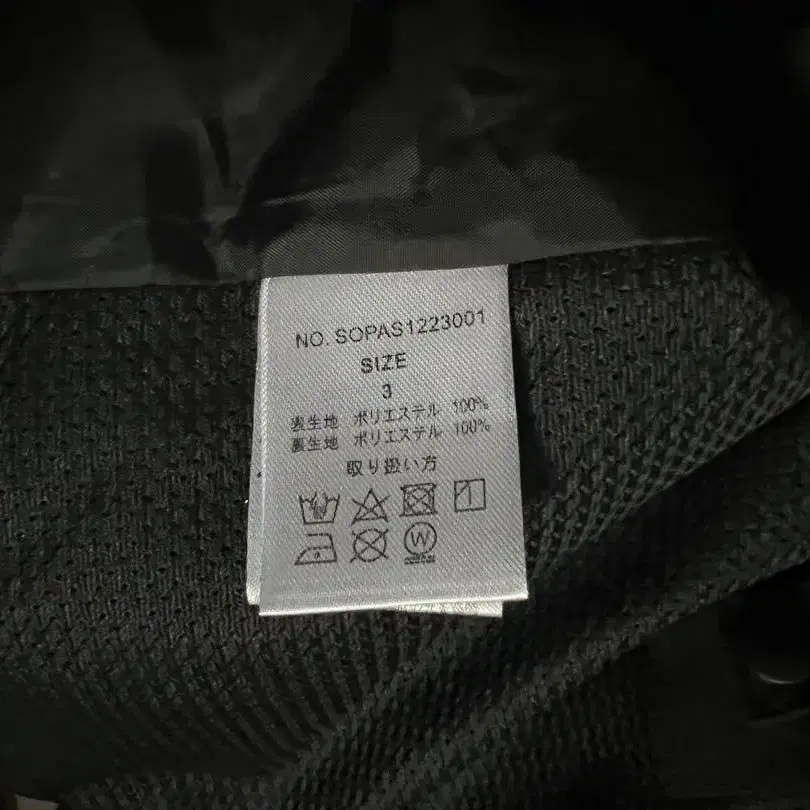 NO. SOPAS1223001
SIZE
3
表生地 ポリエステル 100%
裏生地 ポリエステル 100%
取り扱い方
W